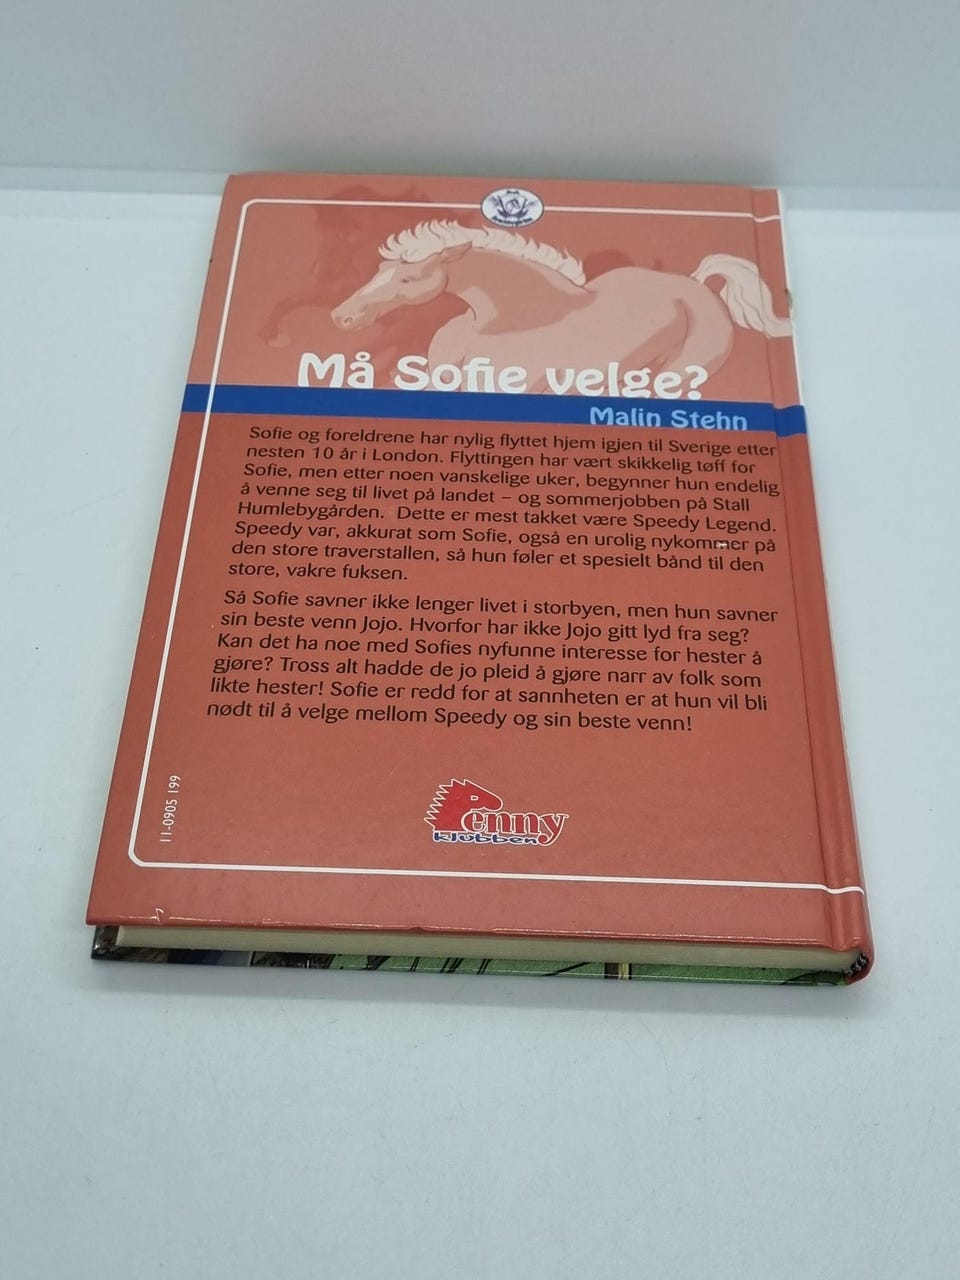 Må Sofie velge?
Malin Stehn
Sofie og foreldrene har nylig flyttet hjem igjen til Sverige etter
nesten 10 år i London. Flyttingen har vært skikkelig tøff for
Sofie, men etter noen vanskelige uker, begynner hun endelig
å venne seg til livet på landet – og sommerjobben på Stall
Humlebygården. Dette er mest takket være Speedy Legend.
Speedy var, akkurat som Sofie, også en urolig nykommer på
den store traverstallen, så hun føler et spesielt bånd til den
store, vakre fuksen.
Så Sofie savner ikke lenger livet i storbyen, men hun savner
sin beste venn Jojo. Hvorfor har ikke Jojo gitt lyd fra seg?
Kan det ha noe med Sofies nyfunne interesse for hester å
gjøre? Tross alt hadde de jo pleid å gjøre narr av folk som
likte hester! Sofie er redd for at sannheten er at hun vil bli
nødt til å velge mellom Speedy og sin beste venn!
11-0905 199
Penny
klubben